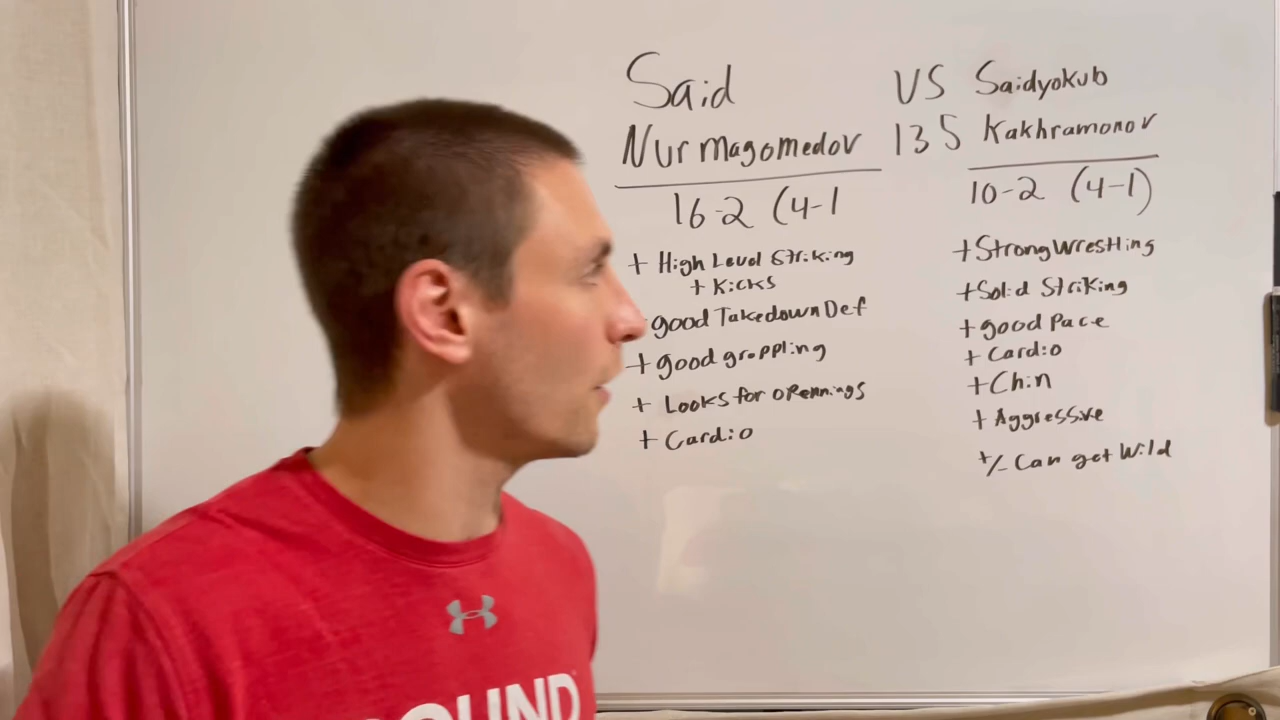 Said
Nurmagomedov
16-2 (4-1
+ High Level Striking
+ Kicks
good Takedown Def
+ good grappling
+ Looks for opennings
+ Cardio
VS
135
Saidyokub
Kakhramonov
10-2 (4-1)
+ Strong Wrestling
+ Solid Striking
+ good Pace
+ Cardio
+ Chin
+ Aggressive
+/- Can get Wild
OUND